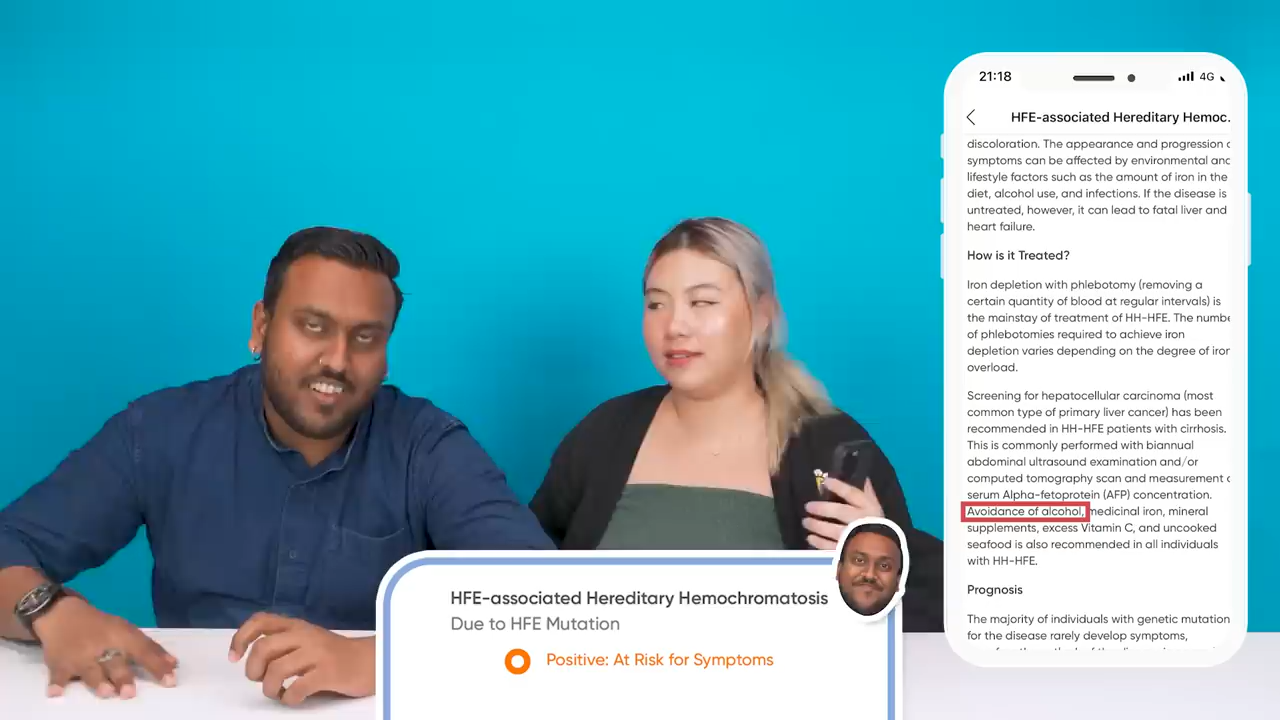 21:18
4G
HFE-associated Hereditary Hemoc.
discoloration. The appearance and progression
symptoms can be affected by environmental and
lifestyle factors such as the amount of iron in the
diet, alcohol use, and infections. If the disease is
untreated, however, it can lead to fatal liver and
heart failure.
How is it Treated?
Iron depletion with phlebotomy (removing a
certain quantity of blood at regular intervals) is
the mainstay of treatment of HH-HFE. The numbe
of phlebotomies required to achieve iron
depletion varies depending on the degree of iron
overload.
Screening for hepatocellular carcinoma (most
common type of primary liver cancer) has been
recommended in HH-HFE patients with cirrhosis.
This is commonly performed with biannual
abdominal ultrasound examination and/or
computed tomography scan and measurement
serum Alpha-fetoprotein (AFP) concentration.
Avoidance of alcohol, medicinal iron, mineral
supplements, excess Vitamin C, and uncooked
seafood is also recommended in all individuals
with HH-HFE.
Prognosis
The majority of individuals with genetic mutation
for the disease rarely develop symptoms,
HFE-associated Hereditary Hemochromatosis
Due to HFE Mutation
Positive: At Risk for Symptoms